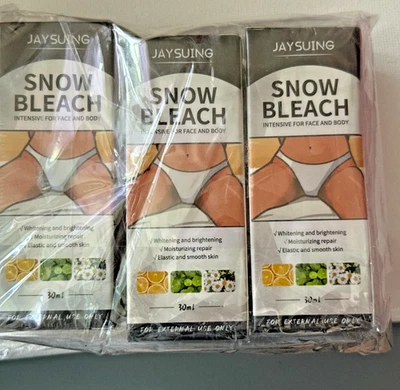 JAYSUING
SNOW
BLEACH
INTENSIVE FOR FACE AND BODY
√Whitening and brightening
√Moisturizing repair
√Elastic and smooth skin
30ml
FOR EXTERNAL USE ONLY
JAYSUING
SNOW
BLEACH
INTENSIVE FOR FACE AND BODY
√Whitening and brightening
√Moisturizing repair
√Elastic and smooth skin
30ml
FOR EXTERNAL USE ONLY
JAYSUING
SNOW
BLEACH
INTENSIVE FOR FACE AND BODY
√Whitening and brightening
√Moisturizing repair
√Elastic and smooth skin
30ml
FOR EXTERNAL USE ONLY